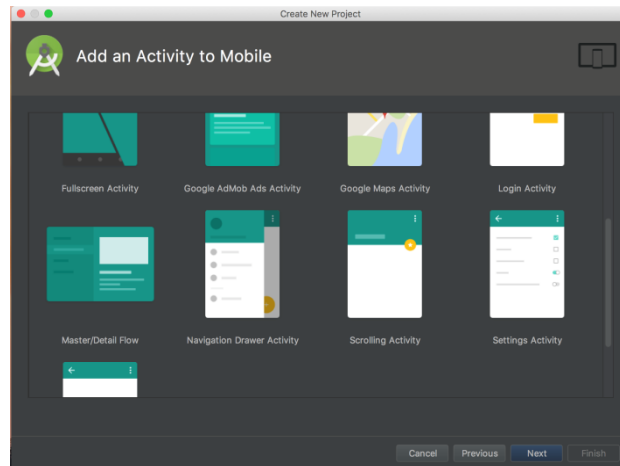 Create New Project
Add an Activity to Mobile
Fullscreen Activity
Google AdMob Ads Activity
Google Maps Activity
Login Activity
Master/Detail Flow
Navigation Drawer Activity
Scrolling Activity
Settings Activity
Cancel
Previous
Next
Finish